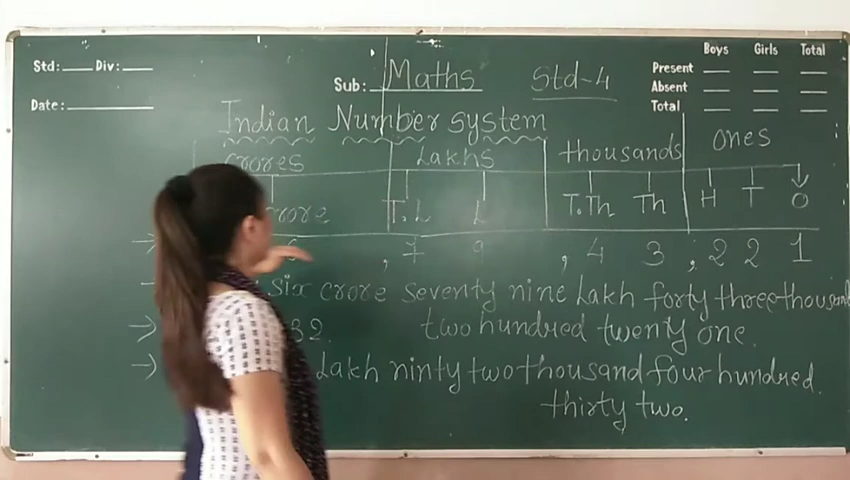 Std: Div: Boys Girls Total
Sub: Maths Std-4 Present
Absent
Date: Total
Indian Number system
crores Lakhs thousands ones
crore T.L L T.Th Th H T O
6 , 7 9 , 4 3 , 2 2 1
six crore seventy nine Lakh forty three thousand
32. two hundred twenty one.
Lakh ninty two thousand four hundred
thirty two.